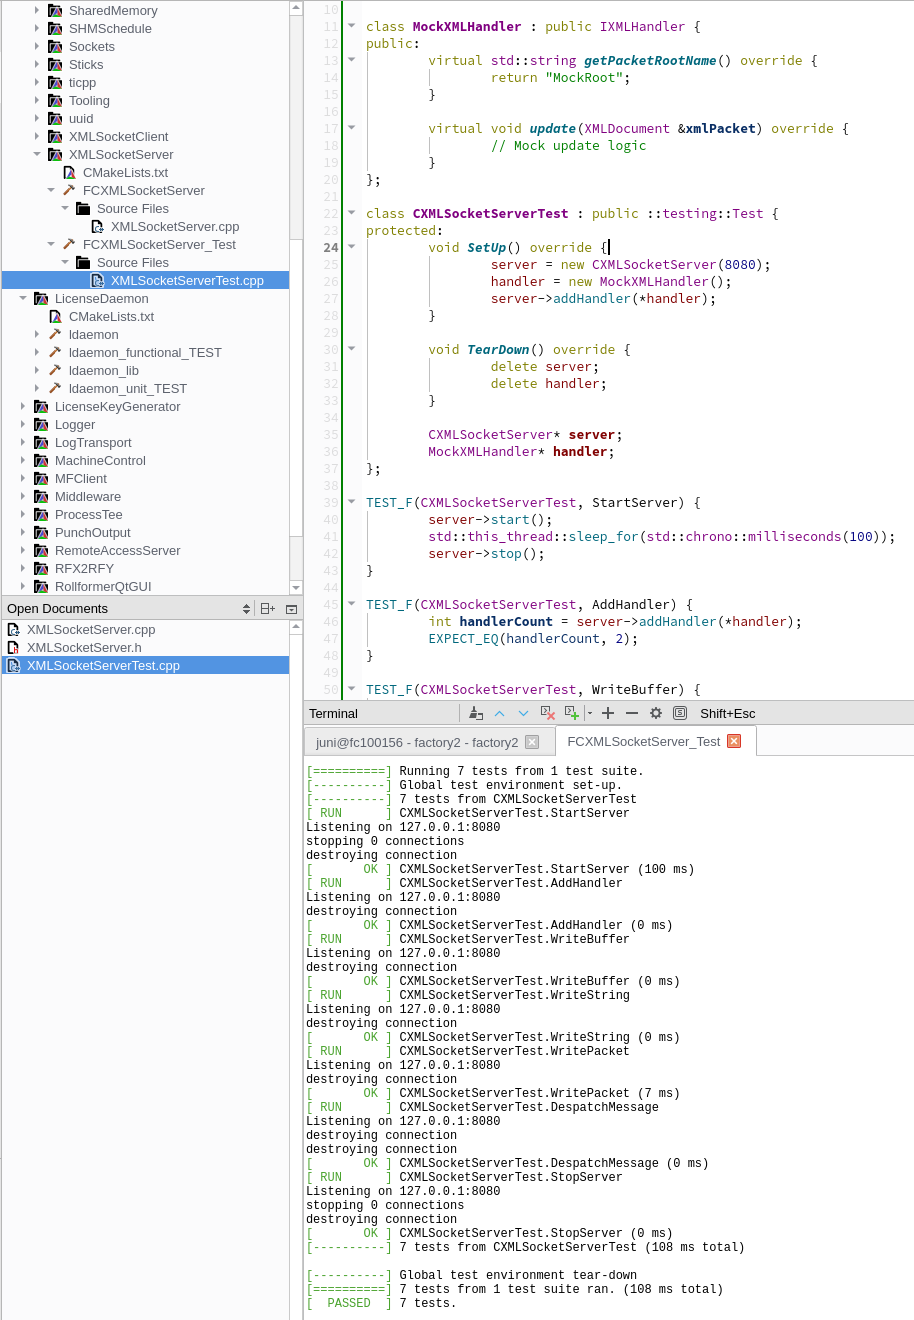 SharedMemory
SHMSchedule
Sockets
Sticks
ticpp
Tooling
uuid
XMLSocketClient
XMLSocketServer
CMakeLists.txt
FCXMLSocketServer
Source Files
XMLSocketServer.cpp
FCXMLSocketServer_Test
Source Files
XMLSocketServerTest.cpp
LicenseDaemon
CMakeLists.txt
ldaemon
ldaemon_functional_TEST
ldaemon_lib
ldaemon_unit_TEST
LicenseKeyGenerator
Logger
LogTransport
MachineControl
MFClient
Middleware
ProcessTee
PunchOutput
RemoteAccessServer
RFX2RFY
RollformerQtGUI
Open Documents
XMLSocketServer.cpp
XMLSocketServer.h
XMLSocketServerTest.cpp
10
11 class MockXMLHandler : public IXMLHandler {
12 public:
13 virtual std::string getPacketRootName() override {
14 return "MockRoot";
15 }
16
17 virtual void update(XMLDocument &xmlPacket) override {
18 // Mock update logic
19 }
20 };
21
22 class CXMLSocketServerTest : public ::testing::Test {
23 protected:
24 void SetUp() override {
25 server = new CXMLSocketServer(8080);
26 handler = new MockXMLHandler();
27 server->addHandler(*handler);
28 }
29
30 void TearDown() override {
31 delete server;
32 delete handler;
33 }
34
35 CXMLSocketServer* server;
36 MockXMLHandler* handler;
37 };
38
39 TEST_F(CXMLSocketServerTest, StartServer) {
40 server->start();
41 std::this_thread::sleep_for(std::chrono::milliseconds(100));
42 server->stop();
43 }
44
45 TEST_F(CXMLSocketServerTest, AddHandler) {
46 int handlerCount = server->addHandler(*handler);
47 EXPECT_EQ(handlerCount, 2);
48 }
49
50 TEST_F(CXMLSocketServerTest, WriteBuffer) {
Terminal Shift+Esc
juni@fc100156 - factory2 - factory2 FCXMLSocketServer_Test
[==========] Running 7 tests from 1 test suite.
[----------] Global test environment set-up.
[----------] 7 tests from CXMLSocketServerTest
[ RUN      ] CXMLSocketServerTest.StartServer
Listening on 127.0.0.1:8080
stopping 0 connections
destroying connection
[       OK ] CXMLSocketServerTest.StartServer (100 ms)
[ RUN      ] CXMLSocketServerTest.AddHandler
Listening on 127.0.0.1:8080
destroying connection
[       OK ] CXMLSocketServerTest.AddHandler (0 ms)
[ RUN      ] CXMLSocketServerTest.WriteBuffer
Listening on 127.0.0.1:8080
destroying connection
[       OK ] CXMLSocketServerTest.WriteBuffer (0 ms)
[ RUN      ] CXMLSocketServerTest.WriteString
Listening on 127.0.0.1:8080
destroying connection
[       OK ] CXMLSocketServerTest.WriteString (0 ms)
[ RUN      ] CXMLSocketServerTest.WritePacket
Listening on 127.0.0.1:8080
destroying connection
[       OK ] CXMLSocketServerTest.WritePacket (7 ms)
[ RUN      ] CXMLSocketServerTest.DespatchMessage
Listening on 127.0.0.1:8080
destroying connection
destroying connection
[       OK ] CXMLSocketServerTest.DespatchMessage (0 ms)
[ RUN      ] CXMLSocketServerTest.StopServer
Listening on 127.0.0.1:8080
stopping 0 connections
destroying connection
[       OK ] CXMLSocketServerTest.StopServer (0 ms)
[----------] 7 tests from CXMLSocketServerTest (108 ms total)
[----------] Global test environment tear-down
[==========] 7 tests from 1 test suite ran. (108 ms total)
[  PASSED  ] 7 tests.